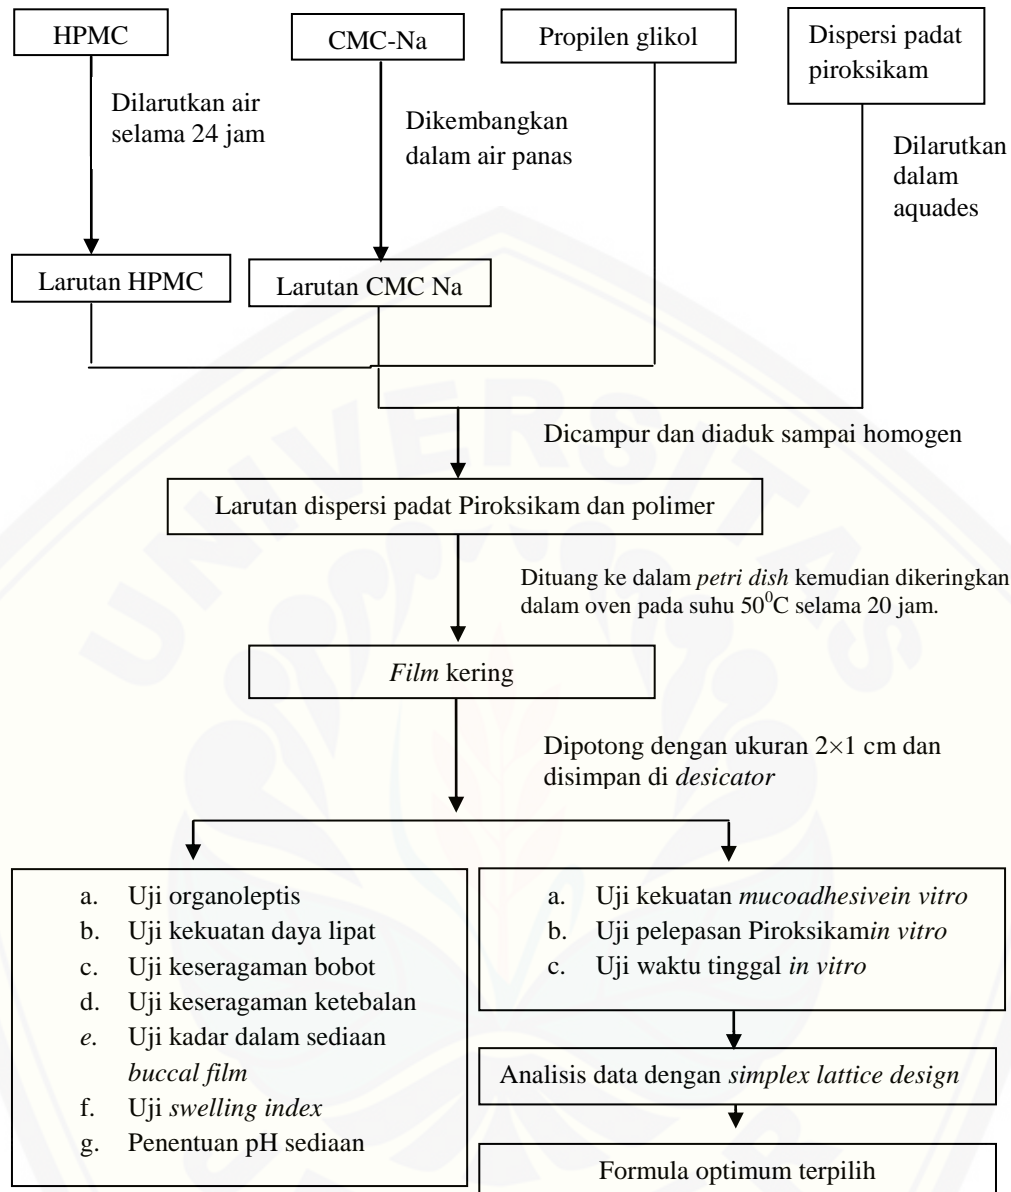 HPMC
CMC-Na
Propilen glikol
Dispersi padat
piroksikam
Dilarutkan air
selama 24 jam
Dikembangkan
dalam air panas
Dilarutkan
dalam
aquades
Larutan HPMC
Larutan CMC Na
Dicampur dan diaduk sampai homogen
Larutan dispersi padat Piroksikam dan polimer
Dituang ke dalam petri dish kemudian dikeringkan
dalam oven pada suhu 50⁰C selama 20 jam.
Film kering
Dipotong dengan ukuran 2×1 cm dan
disimpan di desicator
a. Uji organoleptis
b. Uji kekuatan daya lipat
c. Uji keseragaman bobot
d. Uji keseragaman ketebalan
e. Uji kadar dalam sediaan
buccal film
f. Uji swelling index
g. Penentuan pH sediaan
a. Uji kekuatan mucoadhesivein vitro
b. Uji pelepasan Piroksikamin vitro
c. Uji waktu tinggal in vitro
Analisis data dengan simplex lattice design
Formula optimum terpilih
UNIVERSITAS